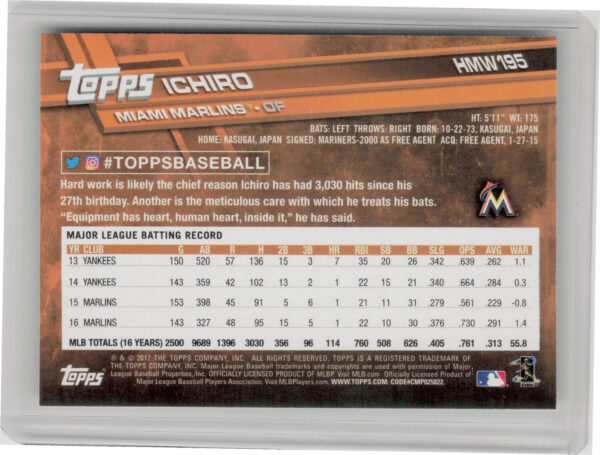 TOPPS ICHIRO
HMW195
MIAMI MARLINS - OF
HT: 5'11" WT: 175
BATS: LEFT THROWS: RIGHT BORN: 10-22-73, KASUGAI, JAPAN
HOME: KASUGAI, JAPAN SIGNED: MARINERS-2000 AS FREE AGENT ACQ: FREE AGENT, 1-27-15
#TOPPSBASEBALL
Hard work is likely the chief reason Ichiro has had 3,030 hits since his
27th birthday. Another is the meticulous care with which he treats his bats.
"Equipment has heart, human heart, inside it," he has said.
M
MAJOR LEAGUE BATTING RECORD
YR CLUB G AB R H 2B 3B HR RBI SB BB SLG OPS AVG WAR
13 YANKEES 150 520 57 136 15 3 7 35 20 26 .342 .639 .262 1.1
14 YANKEES 143 359 42 102 13 2 1 22 15 21 .340 .664 .284 0.3
15 MARLINS 153 398 45 91 5 6 1 21 11 31 .279 .561 .229 -0.8
16 MARLINS 143 327 48 95 15 5 1 22 10 30 .376 .730 .291 1.4
MLB TOTALS (16 YEARS) 2500 9689 1396 3030 356 96 114 760 508 626 .405 .761 .313 55.8
® & © 2017 THE TOPPS COMPANY, INC. ALL RIGHTS RESERVED. TOPPS IS A REGISTERED TRADEMARK OF
THE TOPPS COMPANY, INC. Major League Baseball trademarks and copyrights are used with permission of Major
League Baseball Properties, Inc. OFFICIALLY LICENSED PRODUCT OF MLBP. Visit MLB.com. Officially Licensed Product of
Major League Baseball Players Association. Visit MLBPlayers.com. WWW.TOPPS.COM. CODE#CMP025822
TOPPS